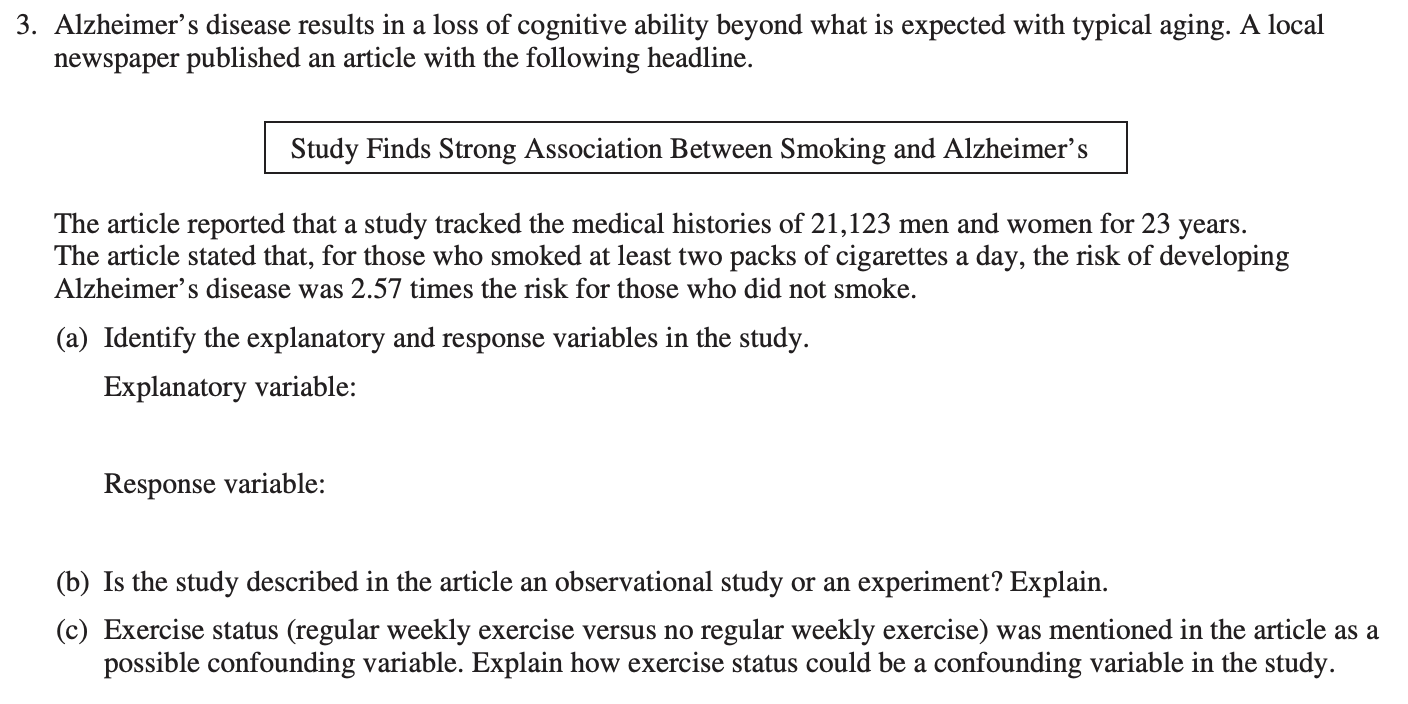 3. Alzheimer’s disease results in a loss of cognitive ability beyond what is expected with typical aging. A local
newspaper published an article with the following headline.
Study Finds Strong Association Between Smoking and Alzheimer’s
The article reported that a study tracked the medical histories of 21,123 men and women for 23 years.
The article stated that, for those who smoked at least two packs of cigarettes a day, the risk of developing
Alzheimer’s disease was 2.57 times the risk for those who did not smoke.
(a) Identify the explanatory and response variables in the study.
Explanatory variable:
Response variable:
(b) Is the study described in the article an observational study or an experiment? Explain.
(c) Exercise status (regular weekly exercise versus no regular weekly exercise) was mentioned in the article as a
possible confounding variable. Explain how exercise status could be a confounding variable in the study.